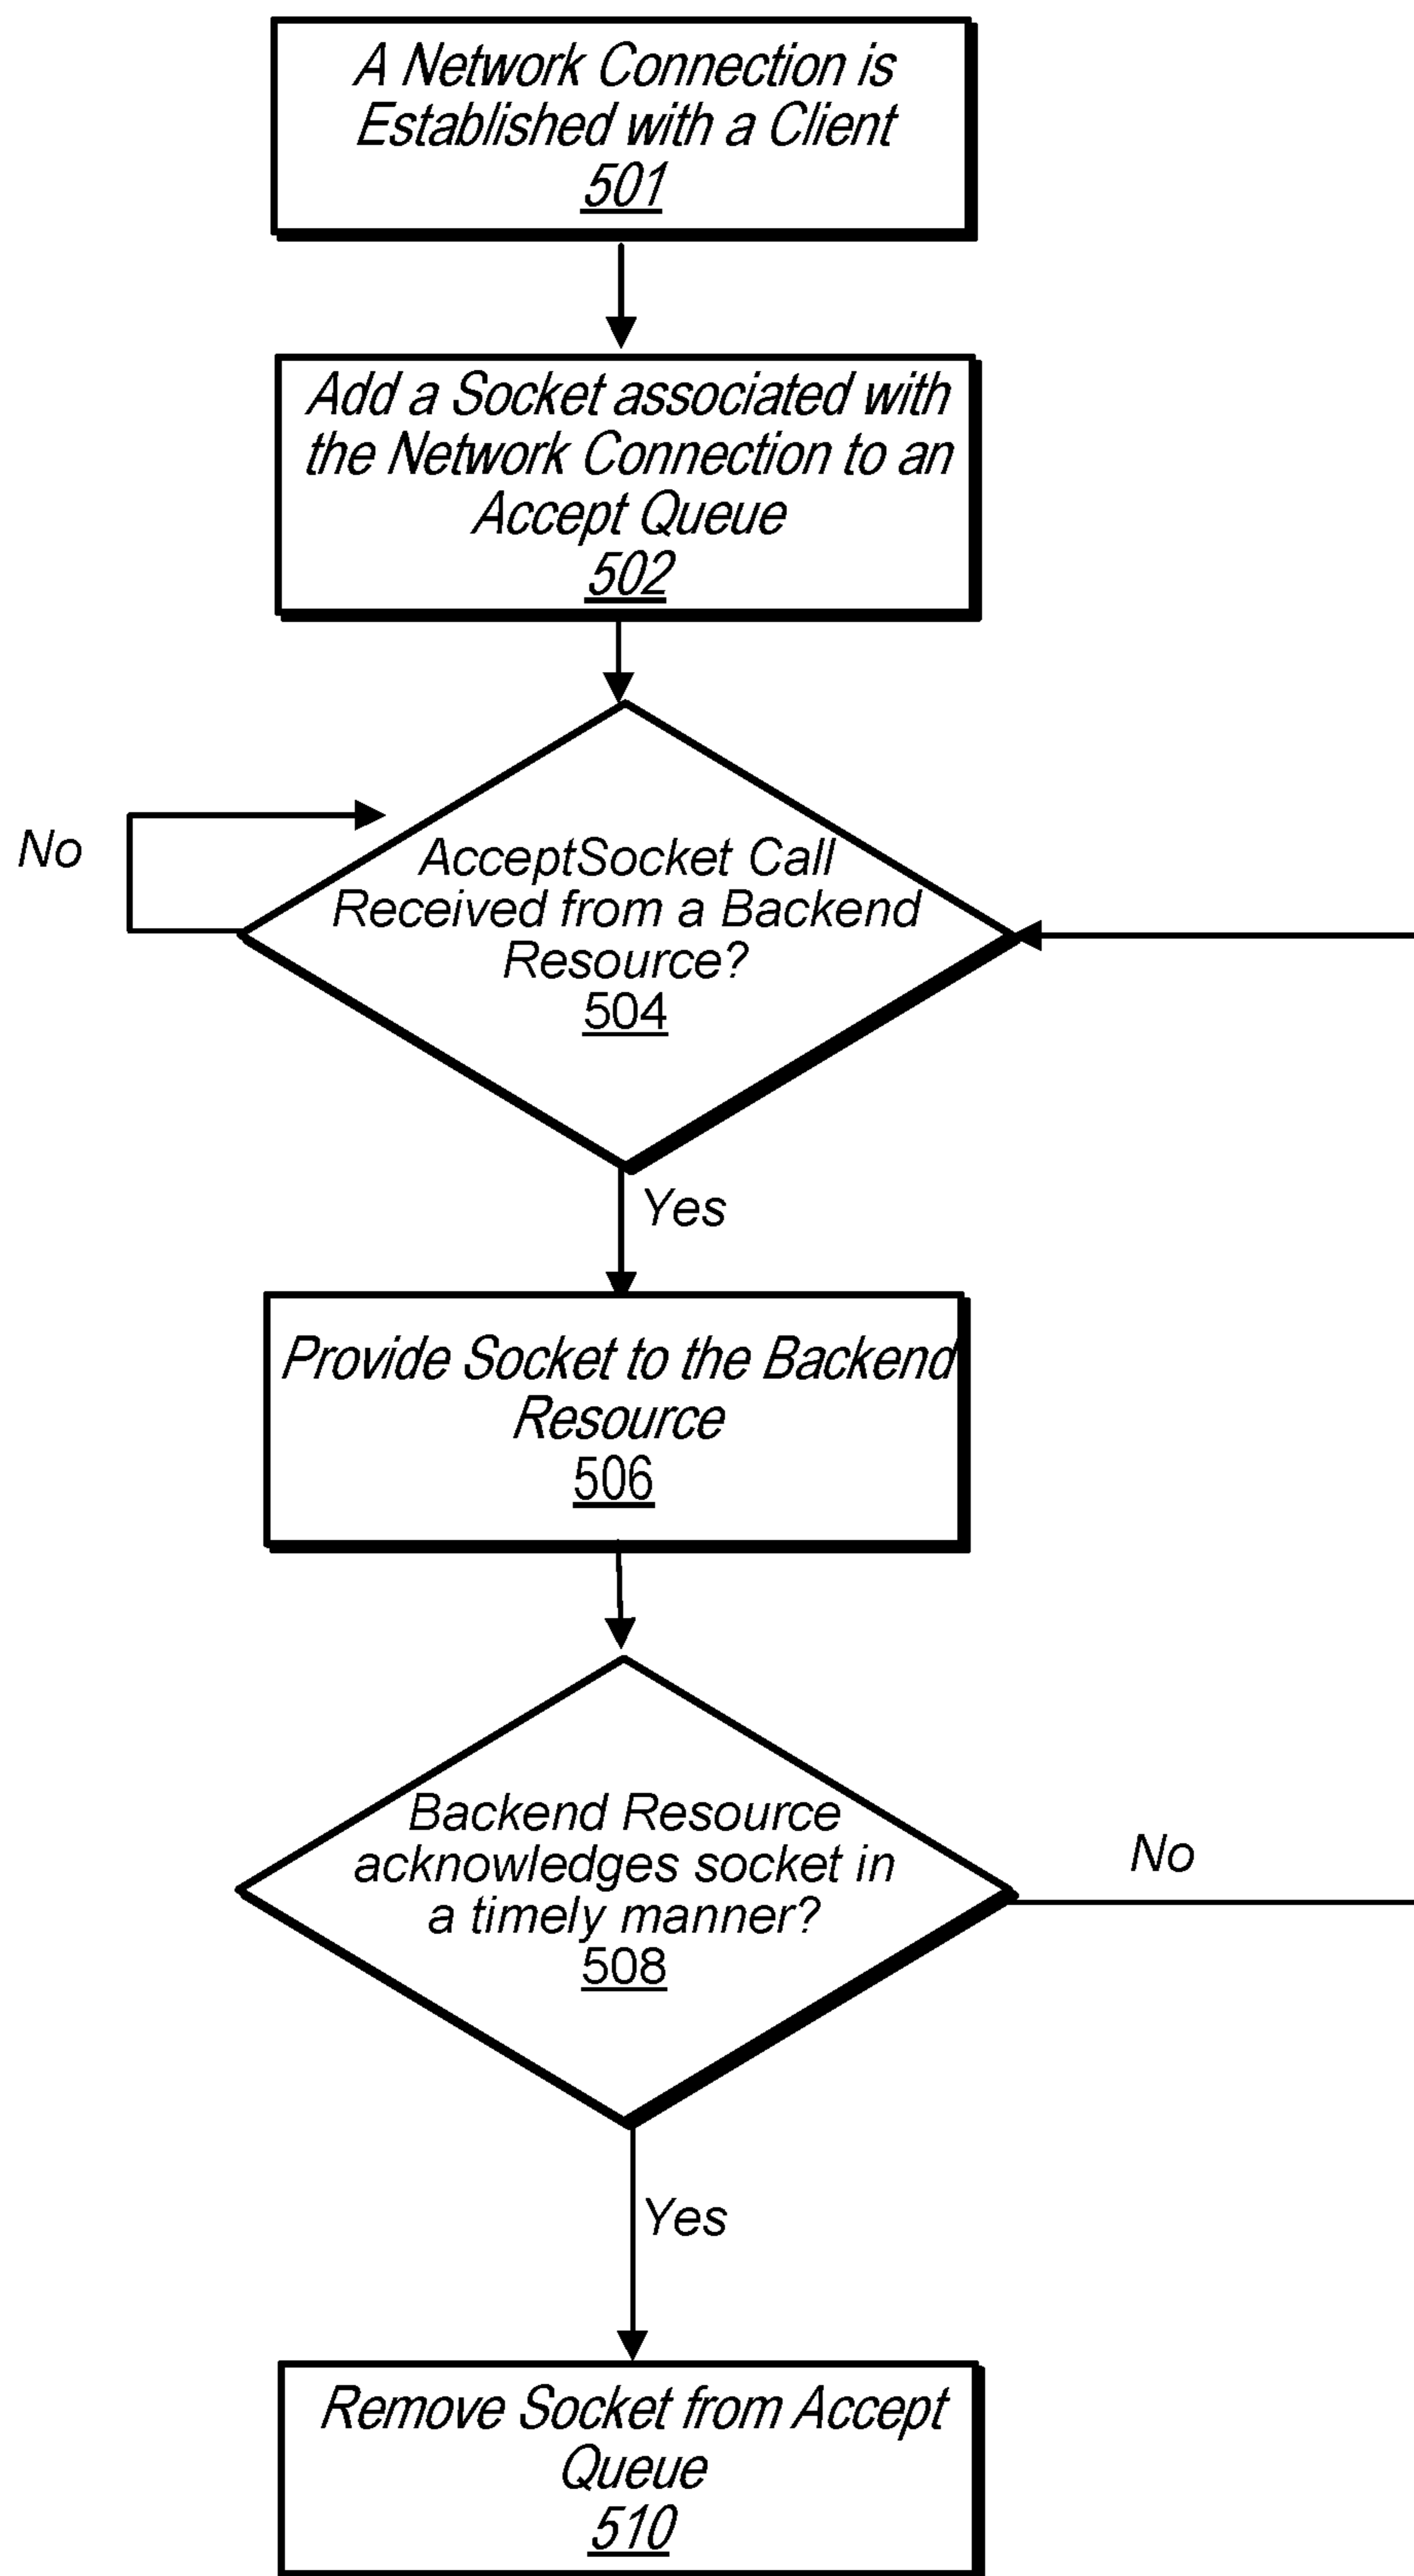 A Network Connection is
Established with a Client
501
Add a Socket associated with
the Network Connection to an
Accept Queue
502
No
AcceptSocket Call
Received from a Backend
Resource?
504
Yes
Provide Socket to the Backend
Resource
506
Backend Resource
acknowledges socket in
a timely manner?
508
No
Yes
Remove Socket from Accept
Queue
510